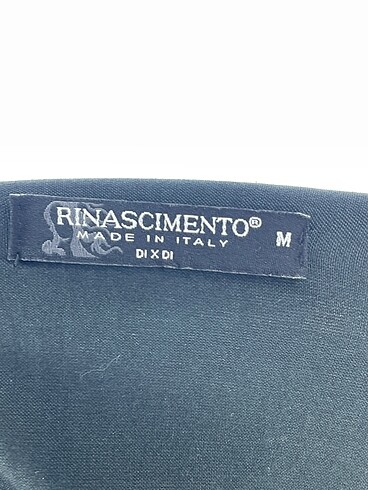 RINASCIMENTO®
MADE IN ITALY
M
DI X DI